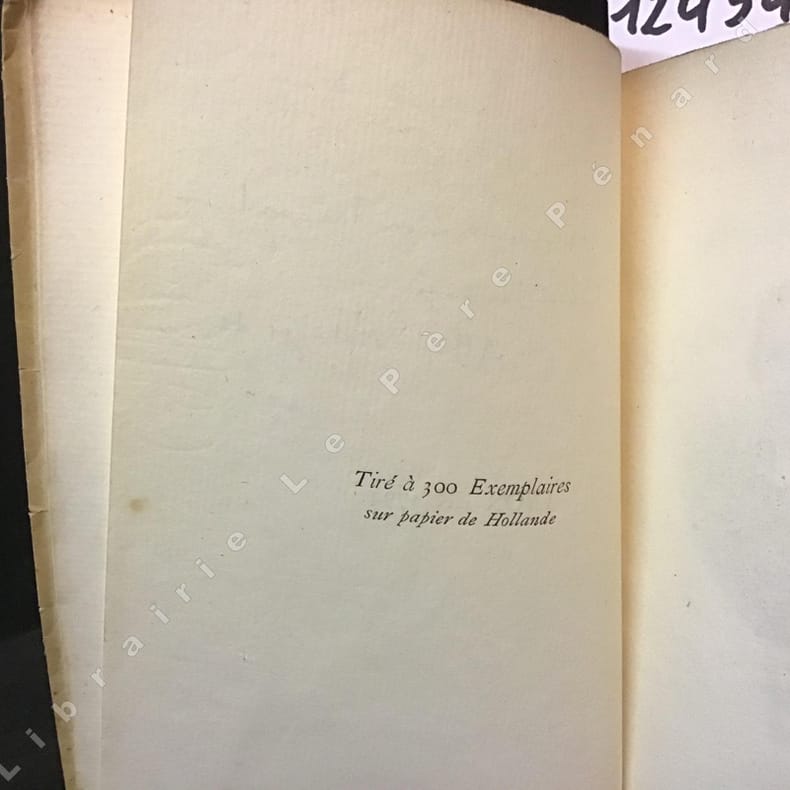 Tiré à 300 Exemplaires
sur papier de Hollande
Librairie Le Père Pénard